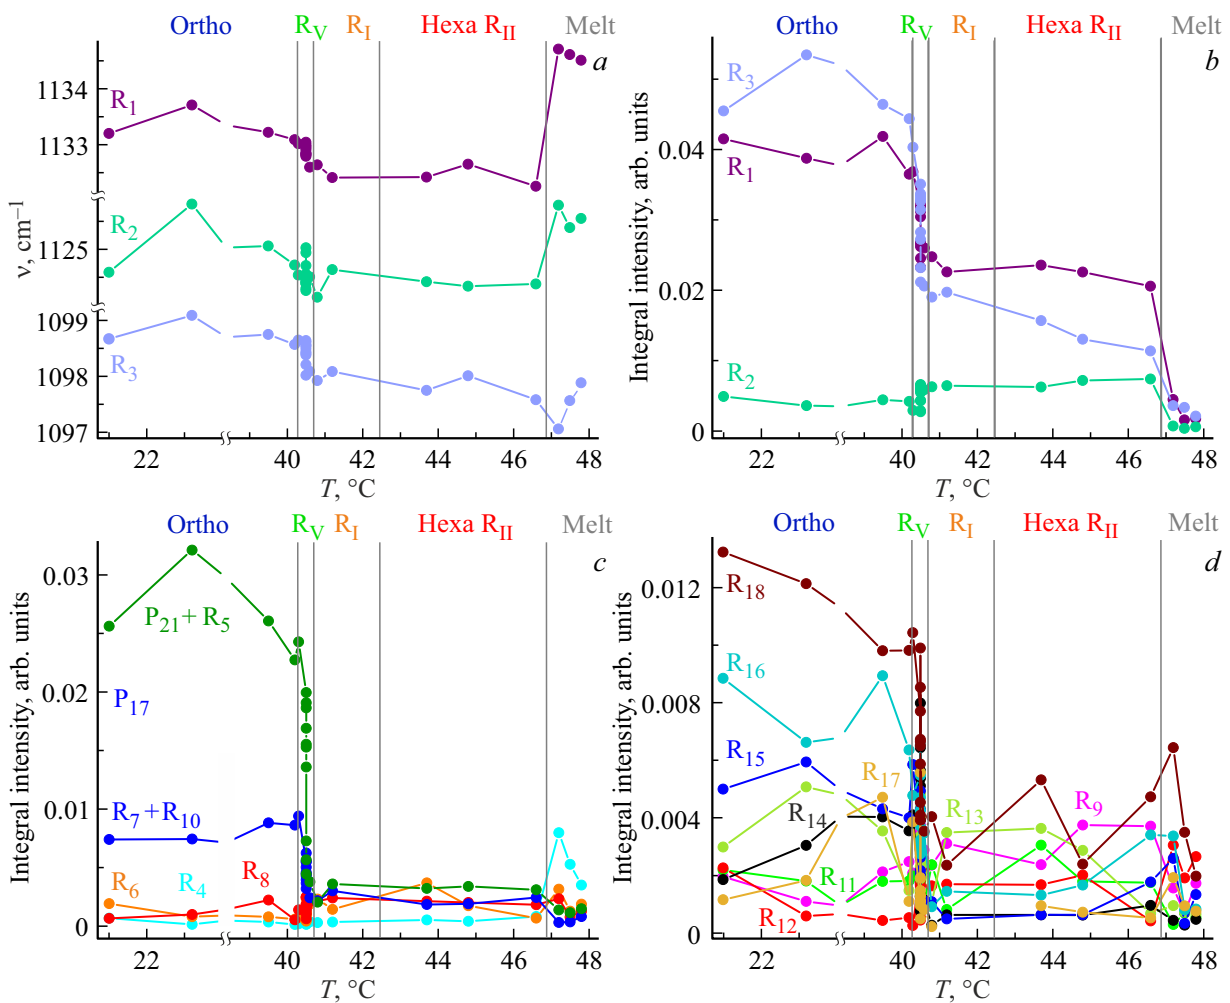 Ortho R_V R_I Hexa R_II Melt
a
1134
1133
1125
1099
1098
1097
ν, cm⁻¹
R₁
R₂
R₃
22 40 42 44 46 48
T, °C
Ortho R_V R_I Hexa R_II Melt
b
0.04
0.02
0
Integral intensity, arb. units
R₃
R₁
R₂
22 40 42 44 46 48
T, °C
Ortho R_V R_I Hexa R_II Melt
c
0.03
0.02
0.01
0
Integral intensity, arb. units
P₂₁ + R₅
P₁₇
R₇ + R₁₀
R₆ R₄ R₈
22 40 42 44 46 48
T, °C
Ortho R_V R_I Hexa R_II Melt
d
0.012
0.008
0.004
0
Integral intensity, arb. units
R₁₈
R₁₆
R₁₅
R₁₇
R₁₄
R₁₃
R₉
R₁₁
R₁₂
22 40 42 44 46 48
T, °C